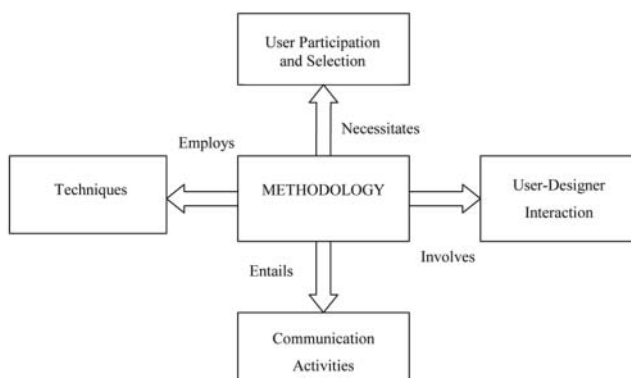 User Participation
and Selection
Necessitates
Employs
Techniques
METHODOLOGY
User-Designer
Interaction
Involves
Entails
Communication
Activities